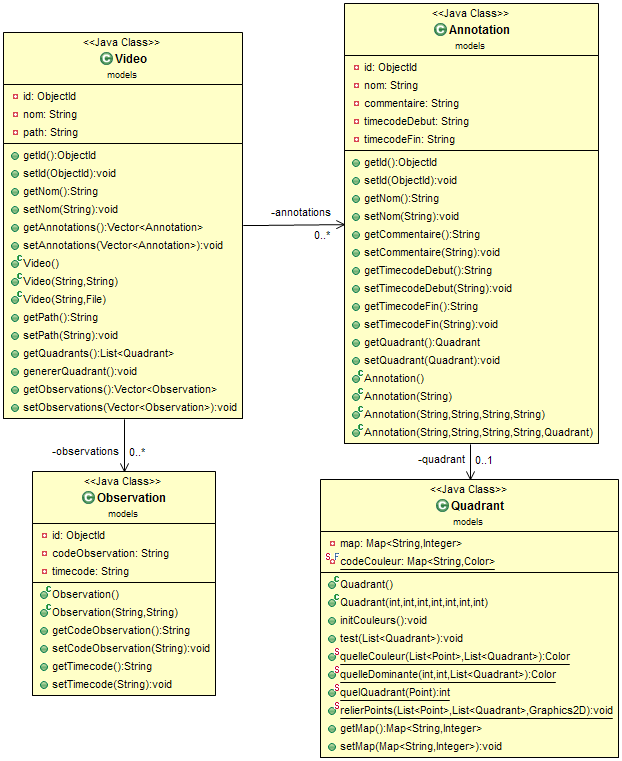 <<Java Class>>
Video
models
id: ObjectId
nom: String
path: String
getId():ObjectId
setId(ObjectId):void
getNom():String
setNom(String):void
getAnnotations():Vector<Annotation>
setAnnotations(Vector<Annotation>):void
Video()
Video(String,String)
Video(String,File)
getPath():String
setPath(String):void
getQuadrants():List<Quadrant>
genererQuadrant():void
getObservations():Vector<Observation>
setObservations(Vector<Observation>):void
-annotations
0..*
<<Java Class>>
Annotation
models
id: ObjectId
nom: String
commentaire: String
timecodeDebut: String
timecodeFin: String
getId():ObjectId
setId(ObjectId):void
getNom():String
setNom(String):void
getCommentaire():String
setCommentaire(String):void
getTimecodeDebut():String
setTimecodeDebut(String):void
getTimecodeFin():String
setTimecodeFin(String):void
getQuadrant():Quadrant
setQuadrant(Quadrant):void
Annotation()
Annotation(String)
Annotation(String,String,String,String)
Annotation(String,String,String,String,Quadrant)
-observations 0..*
<<Java Class>>
Observation
models
id: ObjectId
codeObservation: String
timecode: String
Observation()
Observation(String,String)
getCodeObservation():String
setCodeObservation(String):void
getTimecode():String
setTimecode(String):void
-quadrant 0..1
<<Java Class>>
Quadrant
models
map: Map<String,Integer>
codeCouleur: Map<String,Color>
Quadrant()
Quadrant(int,int,int,int,int,int,int)
initCouleurs():void
test(List<Quadrant>):void
quelleCouleur(List<Point>,List<Quadrant>):Color
quelleDominante(int,int,List<Quadrant>):Color
quelQuadrant(Point):int
relierPoints(List<Point>,List<Quadrant>,Graphics2D):void
getMap():Map<String,Integer>
setMap(Map<String,Integer>):void